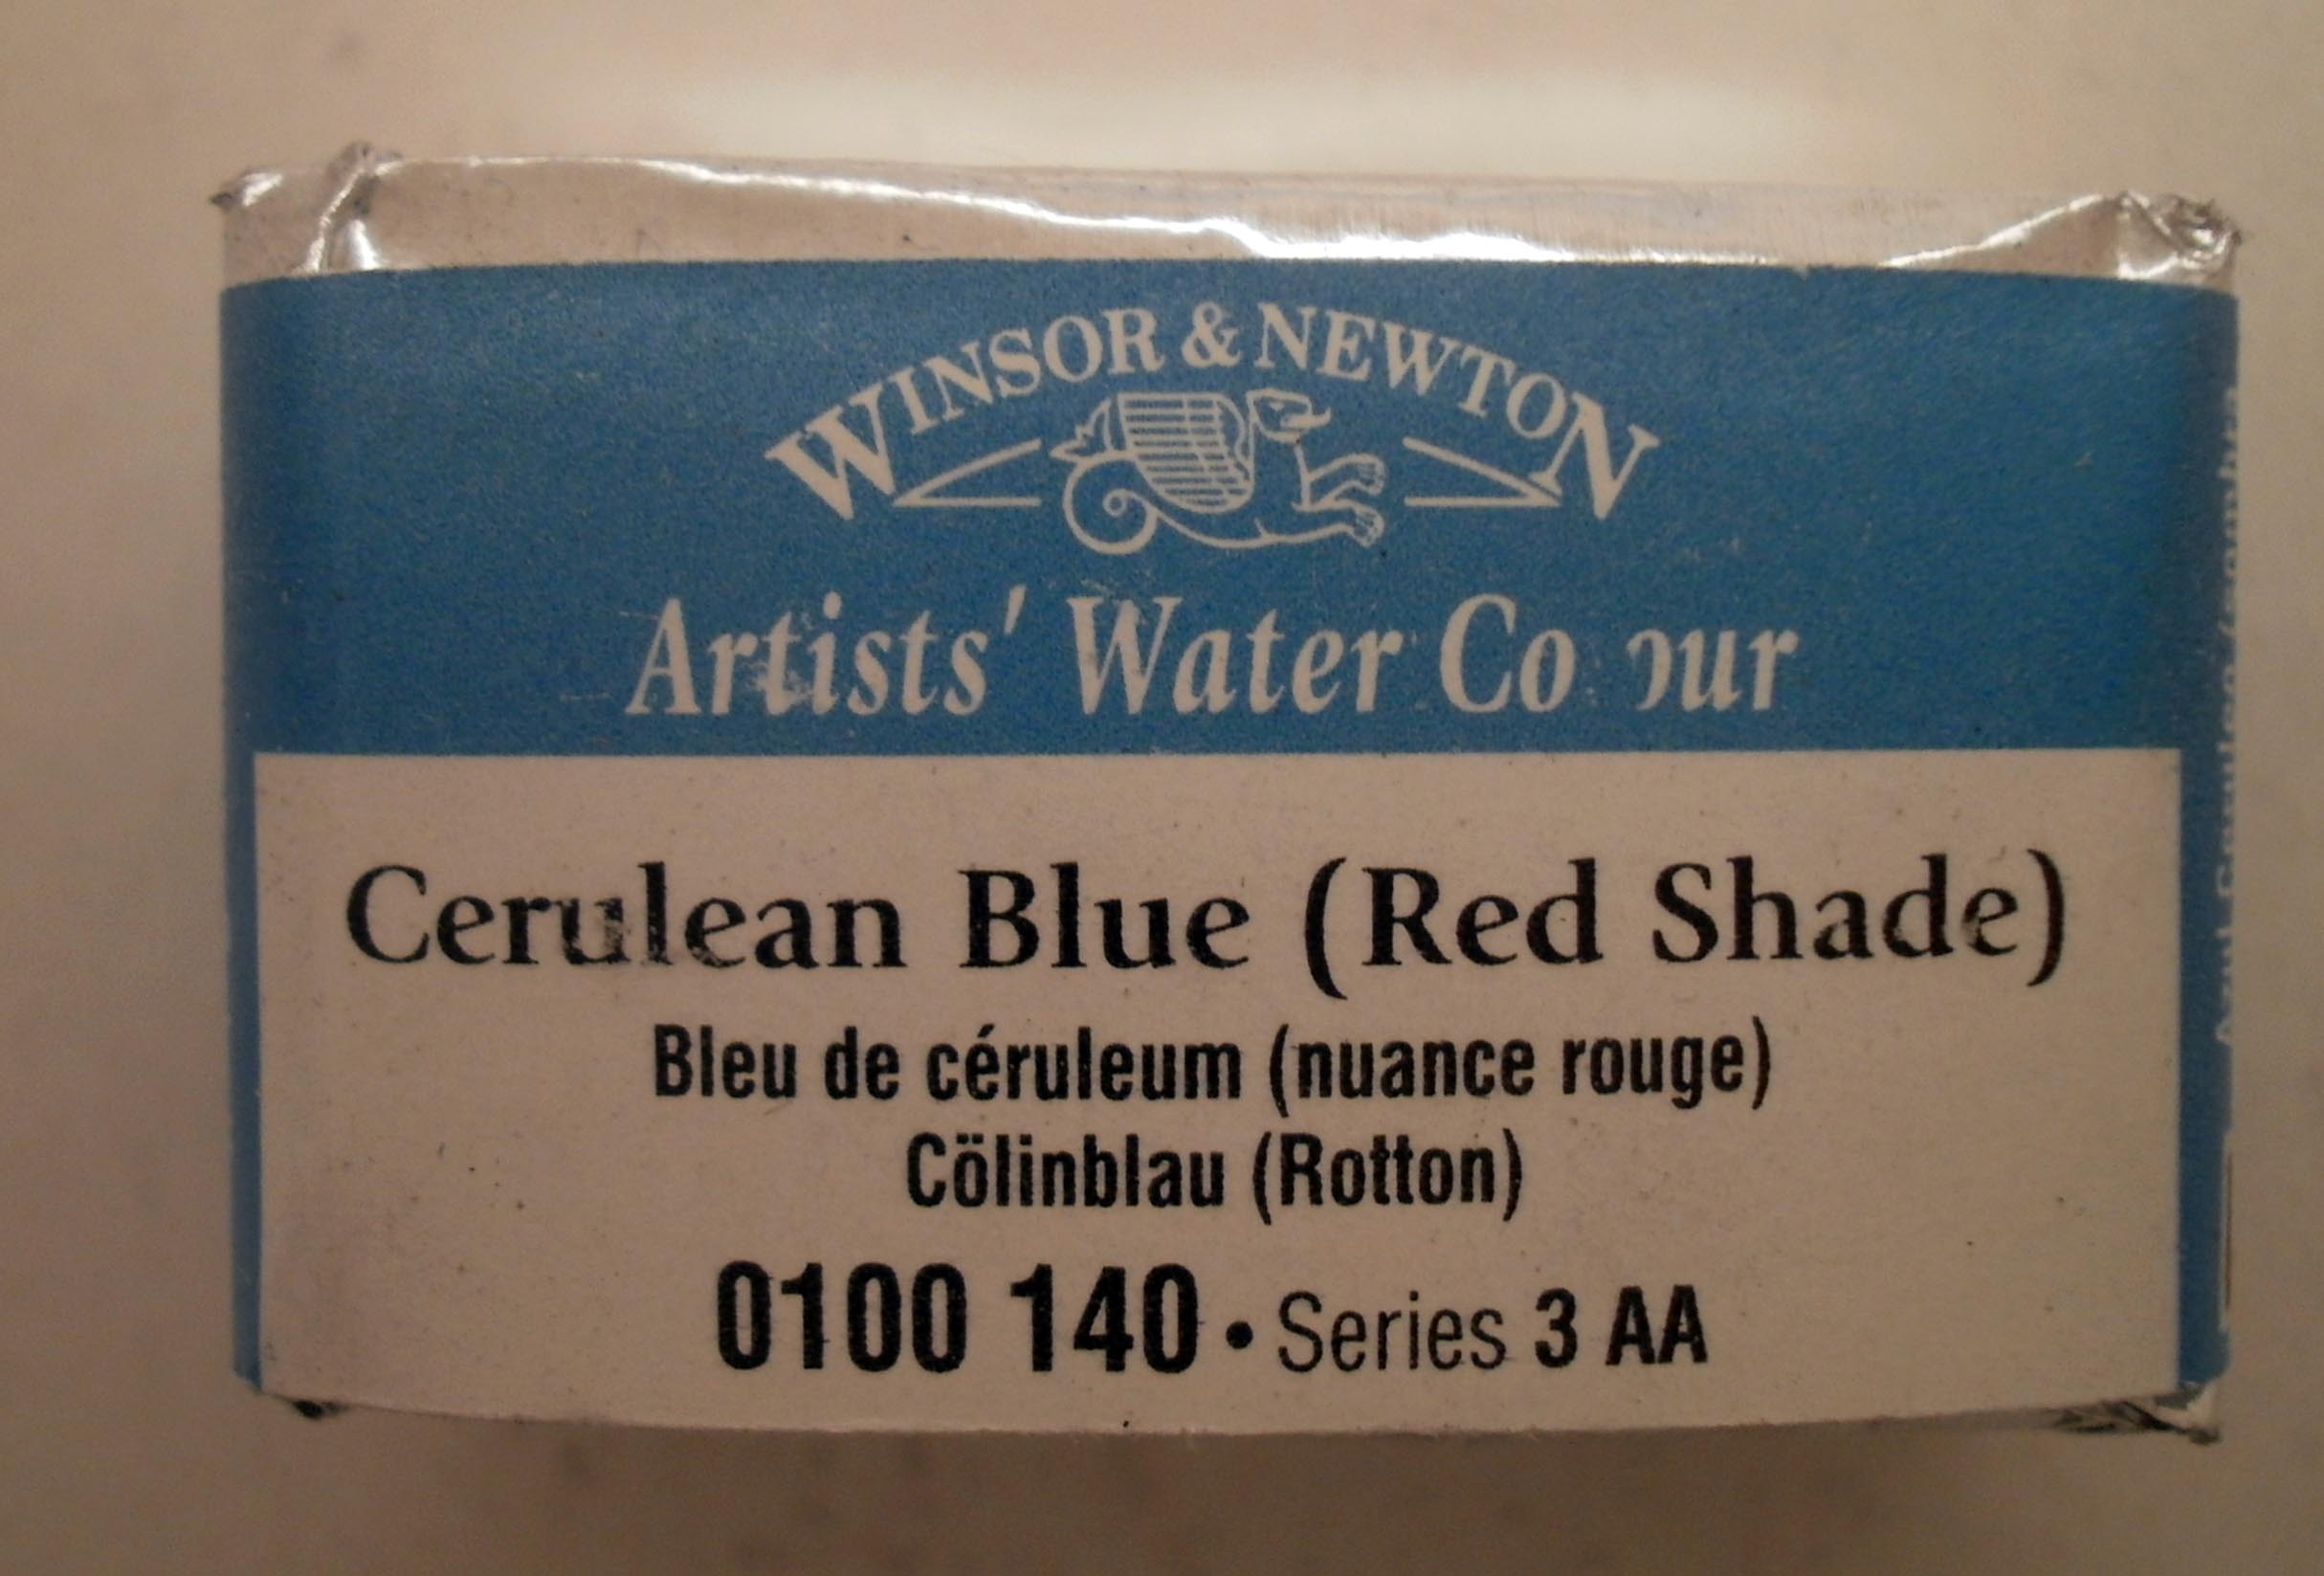 WINSOR & NEWTON
Artists' Water Co our
Cerulean Blue (Red Shade)
Bleu de céruleum (nuance rouge)
Cölinblau (Rotton)
0100 140 • Series 3 AA